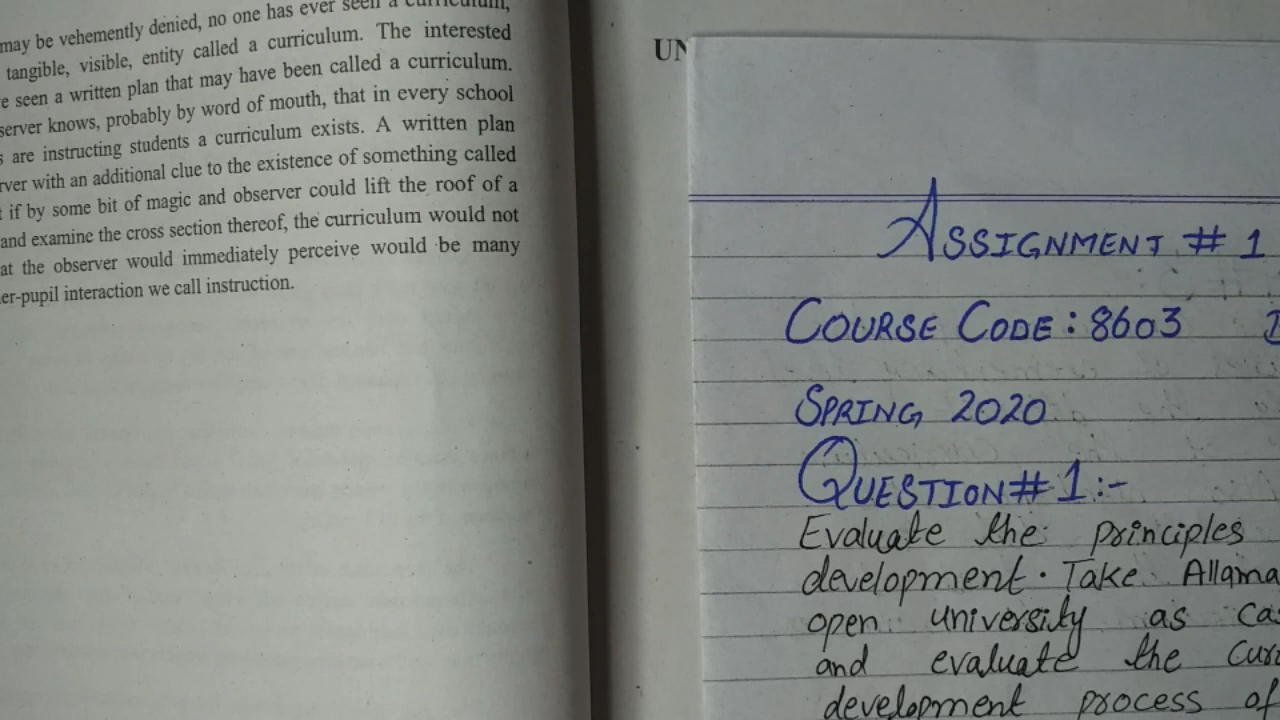 may be vehemently denied, no one has ever seen a curriculum,
tangible, visible, entity called a curriculum. The interested
seen a written plan that may have been called a curriculum.
server knows, probably by word of mouth, that in every school
are instructing students a curriculum exists. A written plan
rver with an additional clue to the existence of something called
if by some bit of magic and observer could lift the roof of a
and examine the cross section thereof, the curriculum would not
at the observer would immediately perceive would be many
er-pupil interaction we call instruction.
UN
ASSIGNMENT # 1
COURSE CODE: 8603
SPRING 2020
QUESTION# 1:-
Evaluate the principles
development. Take Allama
open university as cas
and evaluate the curr
development process of